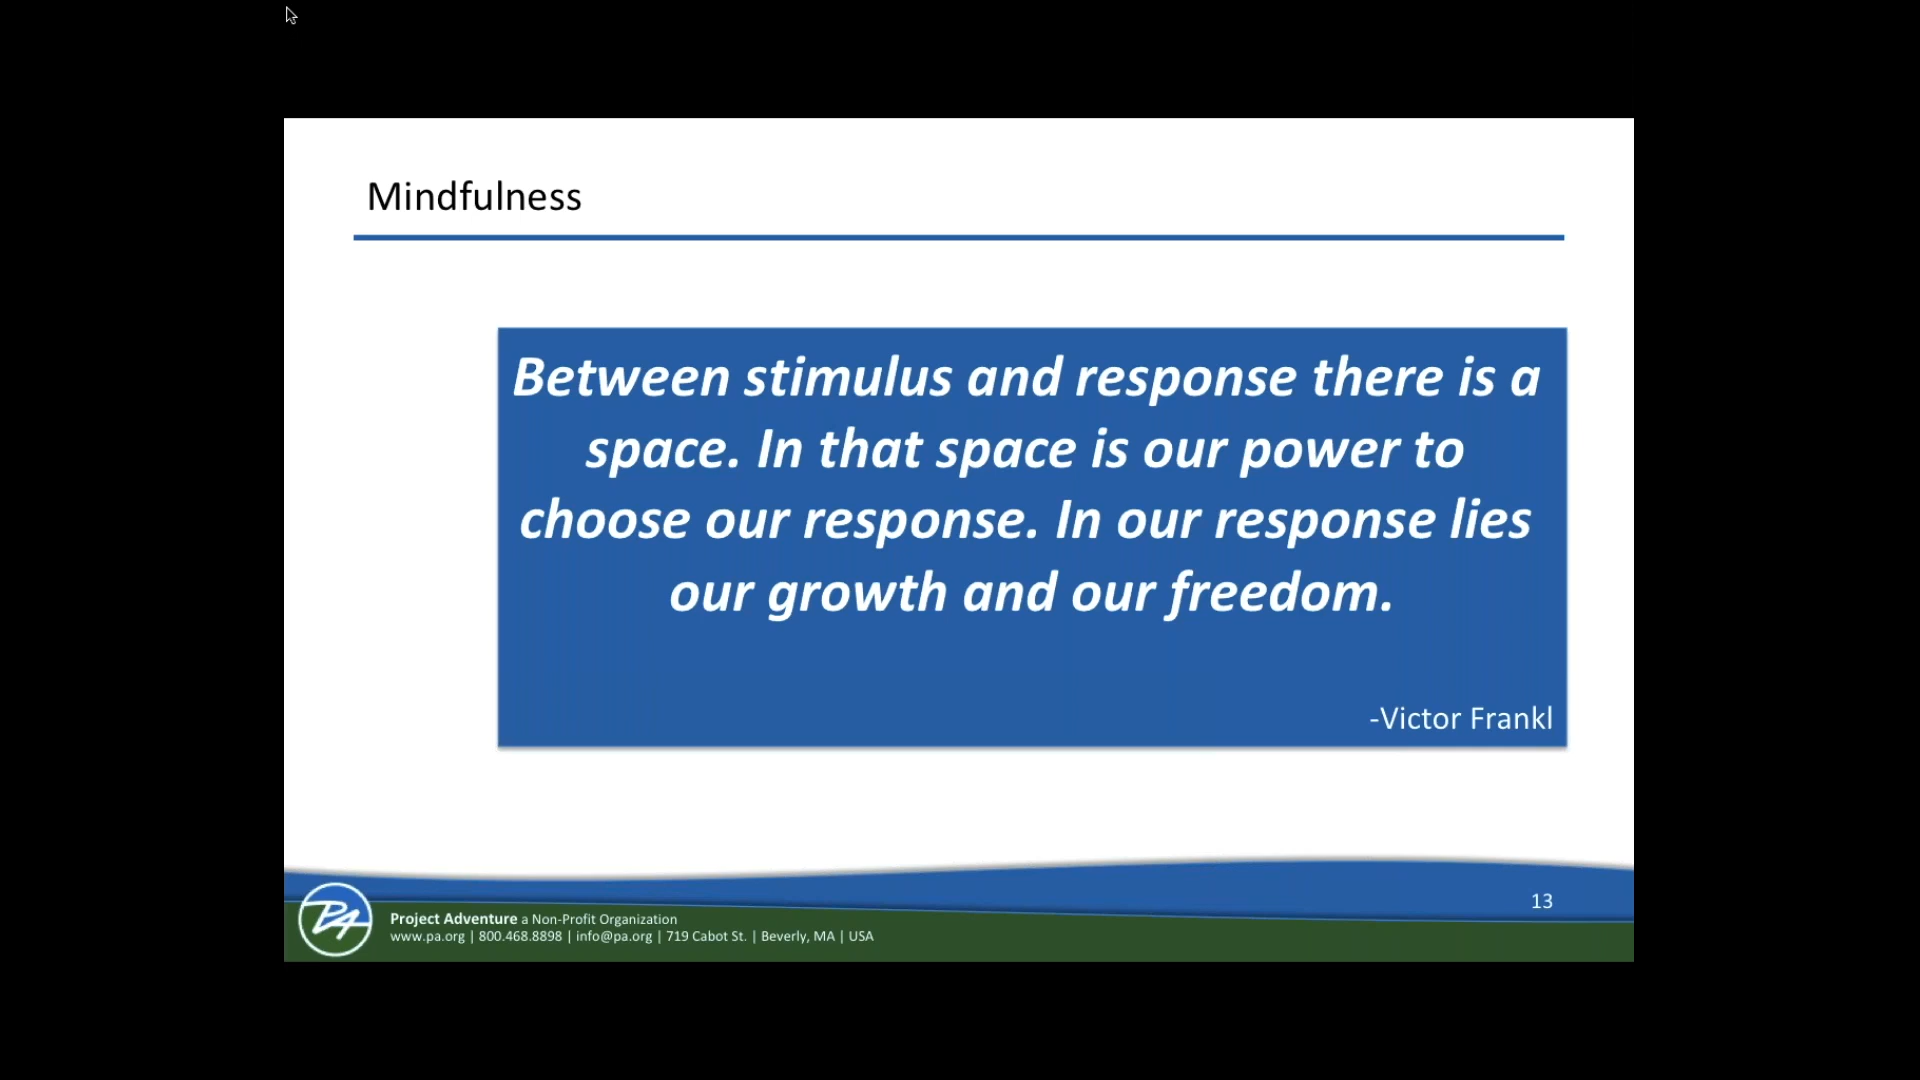 Mindfulness
Between stimulus and response there is a
space. In that space is our power to
choose our response. In our response lies
our growth and our freedom.
-Victor Frankl
13
PA
Project Adventure a Non-Profit Organization
www.pa.org | 800.468.8898 | info@pa.org | 719 Cabot St. | Beverly, MA | USA